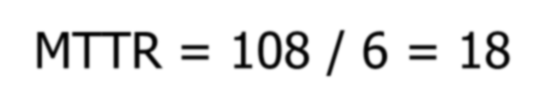 MTTR = 108 / 6 = 18